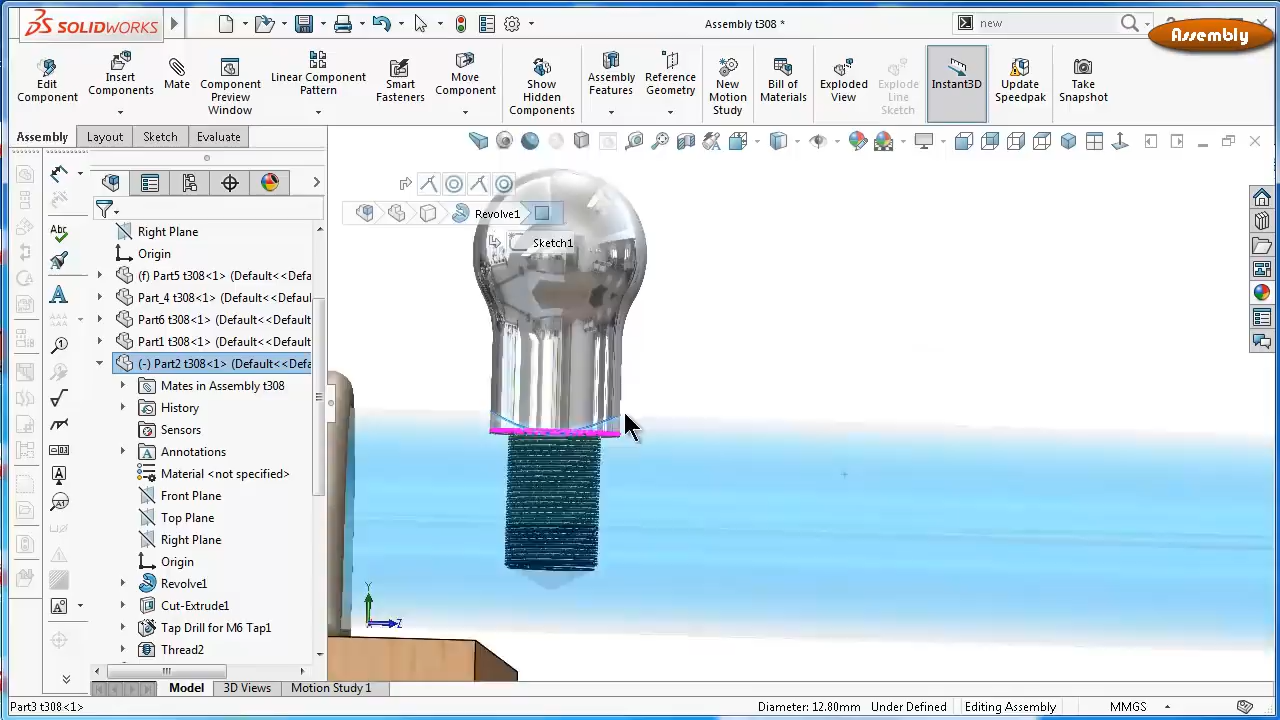 SOLIDWORKS
Assembly t308 *
new
Assembly
Edit Component
Insert Components
Mate
Component Preview Window
Linear Component Pattern
Smart Fasteners
Move Component
Show Hidden Components
Assembly Features
Reference Geometry
New Motion Study
Bill of Materials
Exploded View
Explode Line Sketch
Instant3D
Update Speedpak
Take Snapshot
Assembly
Layout
Sketch
Evaluate
Right Plane
Origin
(f) Part5 t308<1> (Default<<Defa
Part_4 t308<1> (Default<<Defa
Part6 t308<1> (Default<<Defa
Part1 t308<1> (Default<<Defa
(-) Part2 t308<1> (Default<<Defa
Mates in Assembly t308
History
Sensors
Annotations
Material <not s
Front Plane
Top Plane
Right Plane
Origin
Revolve1
Cut-Extrude1
Tap Drill for M6 Tap1
Thread2
Revolve1
Sketch1
Y
Z
Model
3D Views
Motion Study 1
Part3 t308<1>
Diameter: 12.80mm
Under Defined
Editing Assembly
MMGS